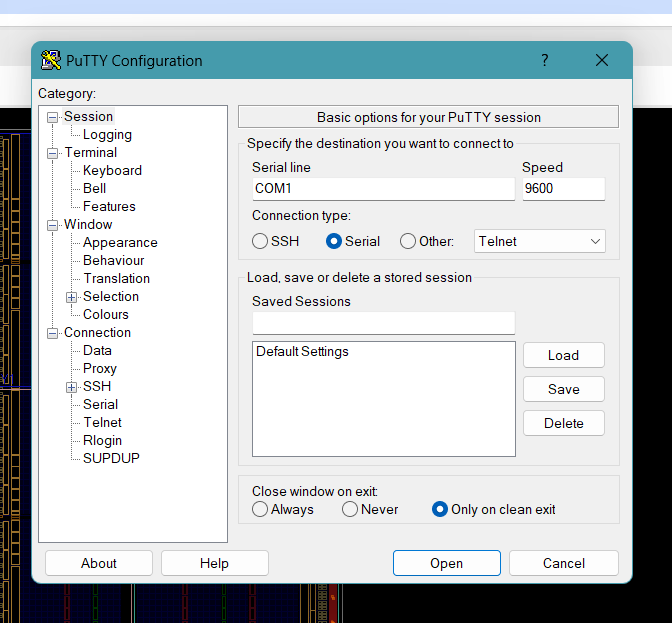 PuTTY Configuration
?
Category:
Session
Logging
Terminal
Keyboard
Bell
Features
Window
Appearance
Behaviour
Translation
Selection
Colours
Connection
Data
Proxy
SSH
Serial
Telnet
Rlogin
SUPDUP
Basic options for your PuTTY session
Specify the destination you want to connect to
Serial line Speed
COM1 9600
Connection type:
SSH Serial Other: Telnet
Load, save or delete a stored session
Saved Sessions
Default Settings
Load
Save
Delete
Close window on exit:
Always Never Only on clean exit
About Help Open Cancel